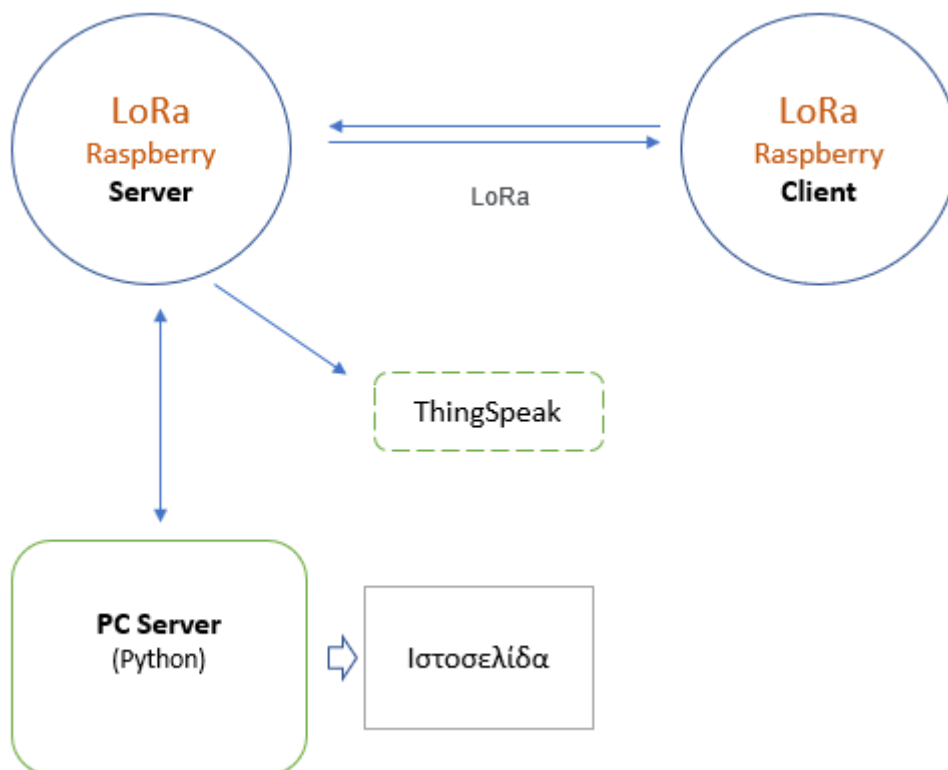 LoRa
Raspberry
Server
LoRa
LoRa
Raspberry
Client
ThingSpeak
PC Server
(Python)
Ιστοσελίδα